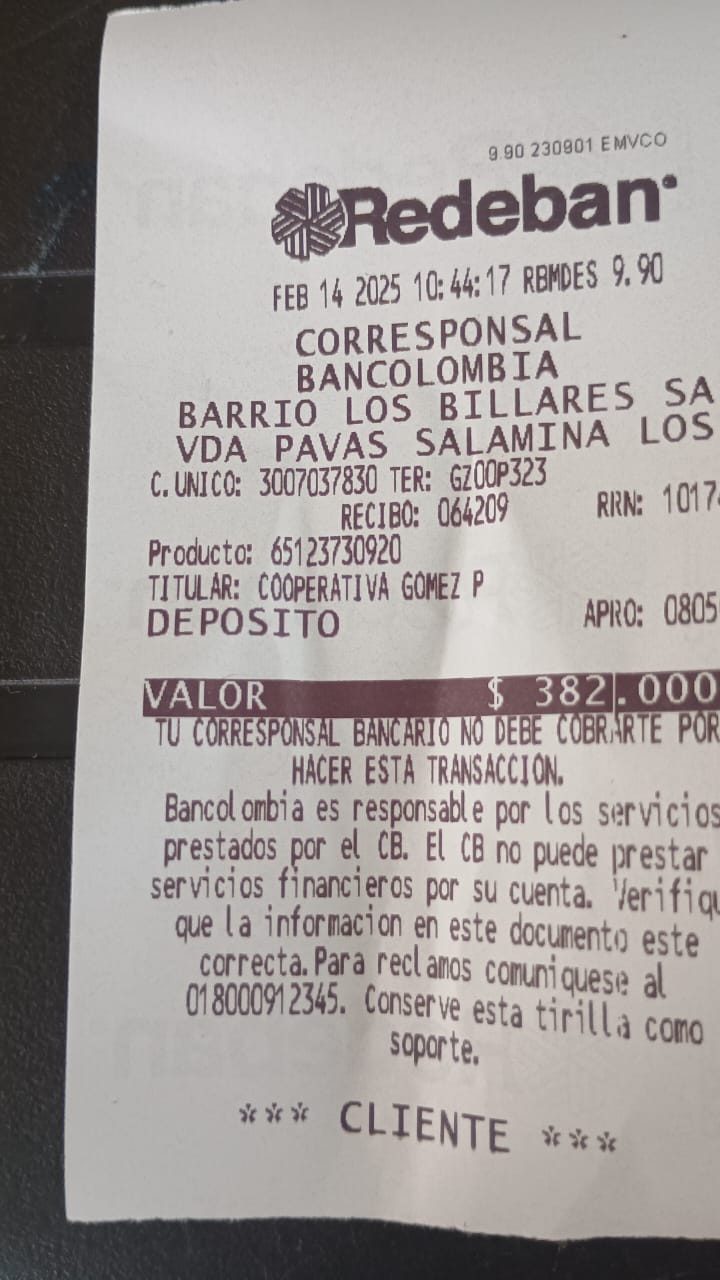 9.90 230901 EMVCO
Redeban
FEB 14 2025 10:44:17 RBMDES 9.90
CORRESPONSAL
BANCOLOMBIA
BARRIO LOS BILLARES SA
VDA PAVAS SALAMINA LOS
C. UNICO: 3007037830 TER: GZ00P323
RECIBO: 064209 RRN: 1017
Producto: 65123730920
TITULAR: COOPERATIVA GOMEZ P
DEPOSITO APRO: 0805
VALOR $ 382.000
TU CORRESPONSAL BANCARIO NO DEBE COBRARTE POR
HACER ESTA TRANSACCION.
Bancolombia es responsable por los servicios
prestados por el CB. El CB no puede prestar
servicios financieros por su cuenta. Verifiqu
que la informacion en este documento este
correcta. Para reclamos comuniquese al
018000912345. Conserve esta tirilla como
soporte.
*** CLIENTE ***